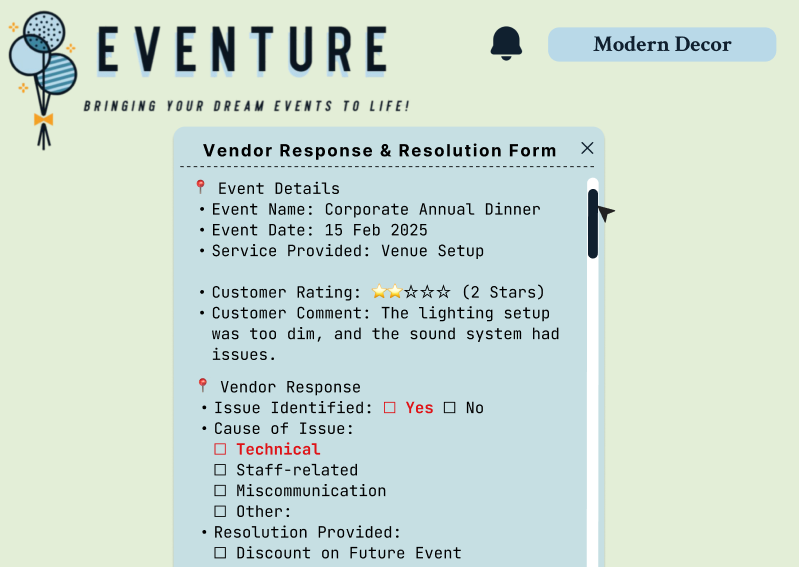 EVENTURE
BRINGING YOUR DREAM EVENTS TO LIFE!
Modern Decor
Vendor Response & Resolution Form
📍 Event Details
• Event Name: Corporate Annual Dinner
• Event Date: 15 Feb 2025
• Service Provided: Venue Setup
• Customer Rating: ⭐⭐☆☆☆ (2 Stars)
• Customer Comment: The lighting setup
was too dim, and the sound system had
issues.
📍 Vendor Response
• Issue Identified: ☐ Yes ☐ No
• Cause of Issue:
☐ Technical
☐ Staff-related
☐ Miscommunication
☐ Other:
• Resolution Provided:
☐ Discount on Future Event